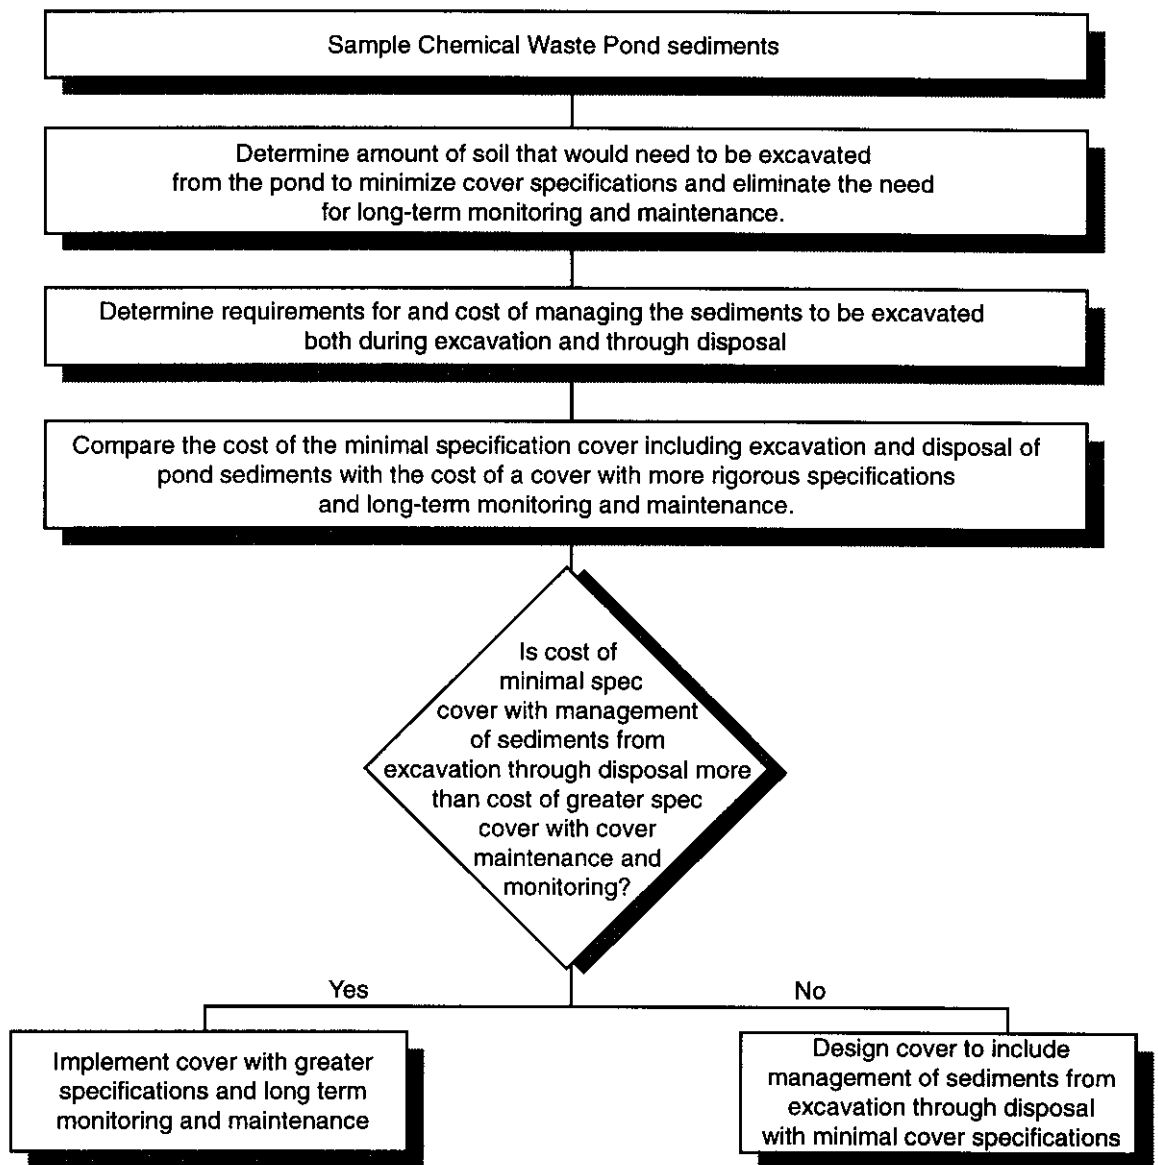 Sample Chemical Waste Pond sediments
Determine amount of soil that would need to be excavated
from the pond to minimize cover specifications and eliminate the need
for long-term monitoring and maintenance.
Determine requirements for and cost of managing the sediments to be excavated
both during excavation and through disposal
Compare the cost of the minimal specification cover including excavation and disposal of
pond sediments with the cost of a cover with more rigorous specifications
and long-term monitoring and maintenance.
Is cost of
minimal spec
cover with management
of sediments from
excavation through disposal more
than cost of greater spec
cover with cover
maintenance and
monitoring?
Yes
No
Implement cover with greater
specifications and long term
monitoring and maintenance
Design cover to include
management of sediments from
excavation through disposal
with minimal cover specifications